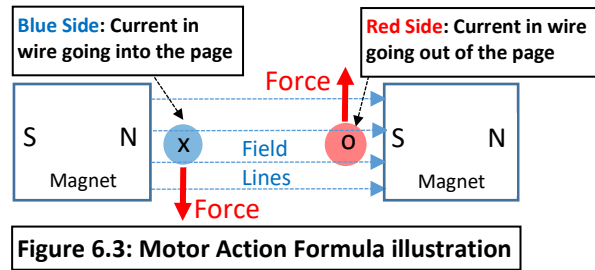 Blue Side: Current in
wire going into the page
Red Side: Current in wire
going out of the page
Force
S N
Magnet
X
Field
Lines
O
S N
Magnet
Force
Figure 6.3: Motor Action Formula illustration